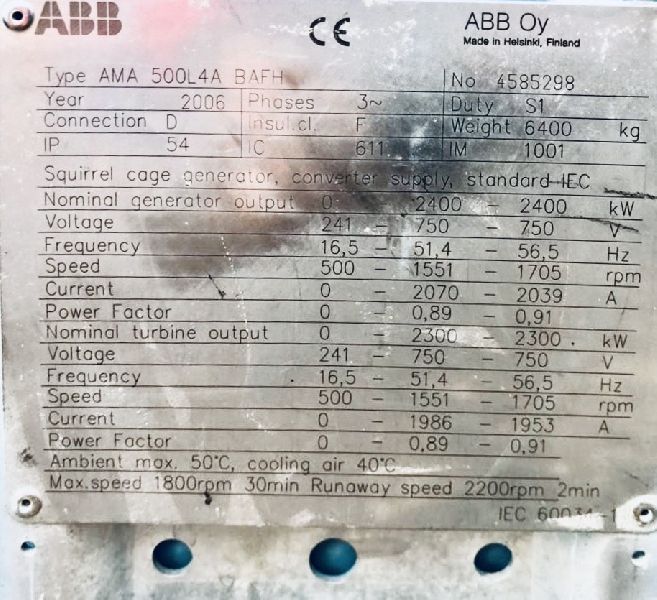 ABB
CE
ABB Oy
Made in Helsinki, Finland
Type AMA 500L4A BAFH No 4585298
Year 2006 Phases 3~ Duty S1
Connection D Insul.cl. F Weight 6400 kg
IP 54 IC 611 IM 1001
Squirrel cage generator, converter supply, standard IEC
Nominal generator output 0 - 2400 - 2400 kW
Voltage 241 - 750 - 750 V
Frequency 16,5 - 51,4 - 56,5 Hz
Speed 500 - 1551 - 1705 rpm
Current 0 - 2070 - 2039 A
Power Factor 0 - 0,89 - 0,91
Nominal turbine output 0 - 2300 - 2300 kW
Voltage 241 - 750 - 750 V
Frequency 16,5 - 51,4 - 56,5 Hz
Speed 500 - 1551 - 1705 rpm
Current 0 - 1986 - 1953 A
Power Factor 0 - 0,89 - 0,91
Ambient max. 50°C, cooling air 40°C
Max.speed 1800rpm 30min Runaway speed 2200rpm 2min
IEC 60034-1